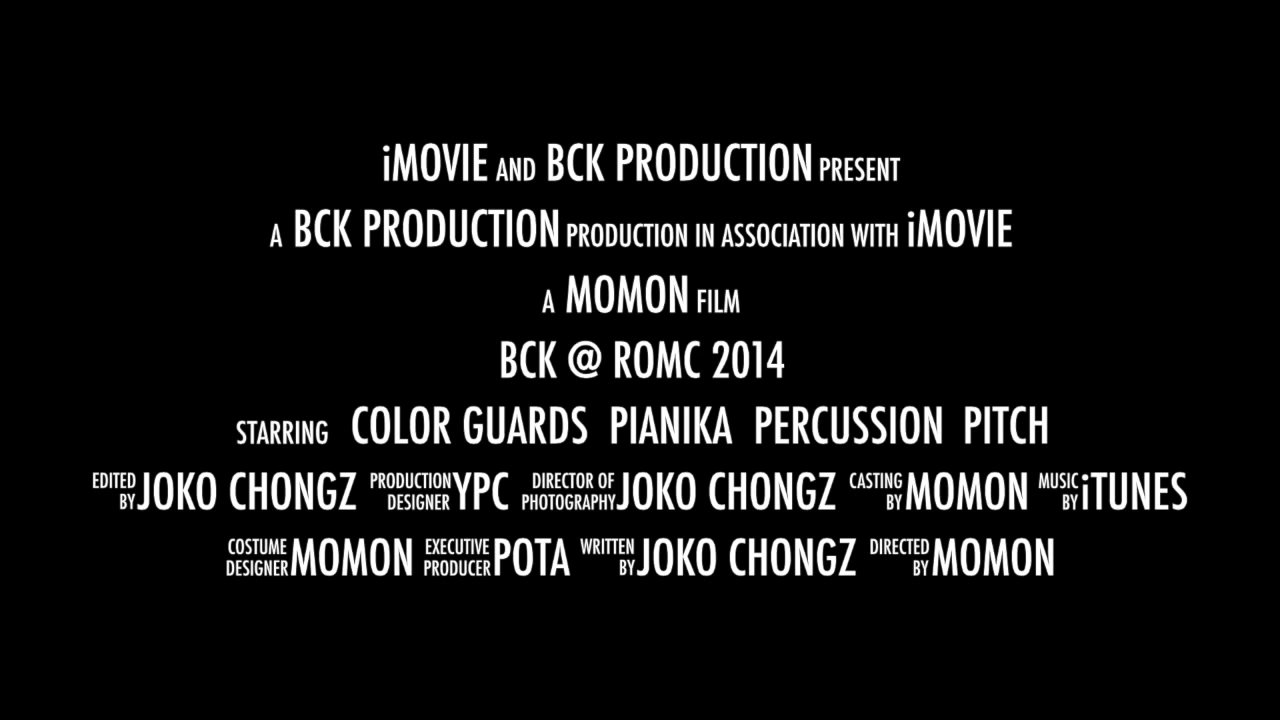 iMOVIE AND BCK PRODUCTION PRESENT
A BCK PRODUCTION PRODUCTION IN ASSOCIATION WITH iMOVIE
A MOMON FILM
BCK @ ROMC 2014
STARRING COLOR GUARDS PIANIKA PERCUSSION PITCH
EDITED BY JOKO CHONGZ PRODUCTION DESIGNER YPC DIRECTOR OF PHOTOGRAPHY JOKO CHONGZ CASTING BY MOMON MUSIC BY iTUNES
COSTUME DESIGNER MOMON EXECUTIVE PRODUCER POTA WRITTEN BY JOKO CHONGZ DIRECTED BY MOMON